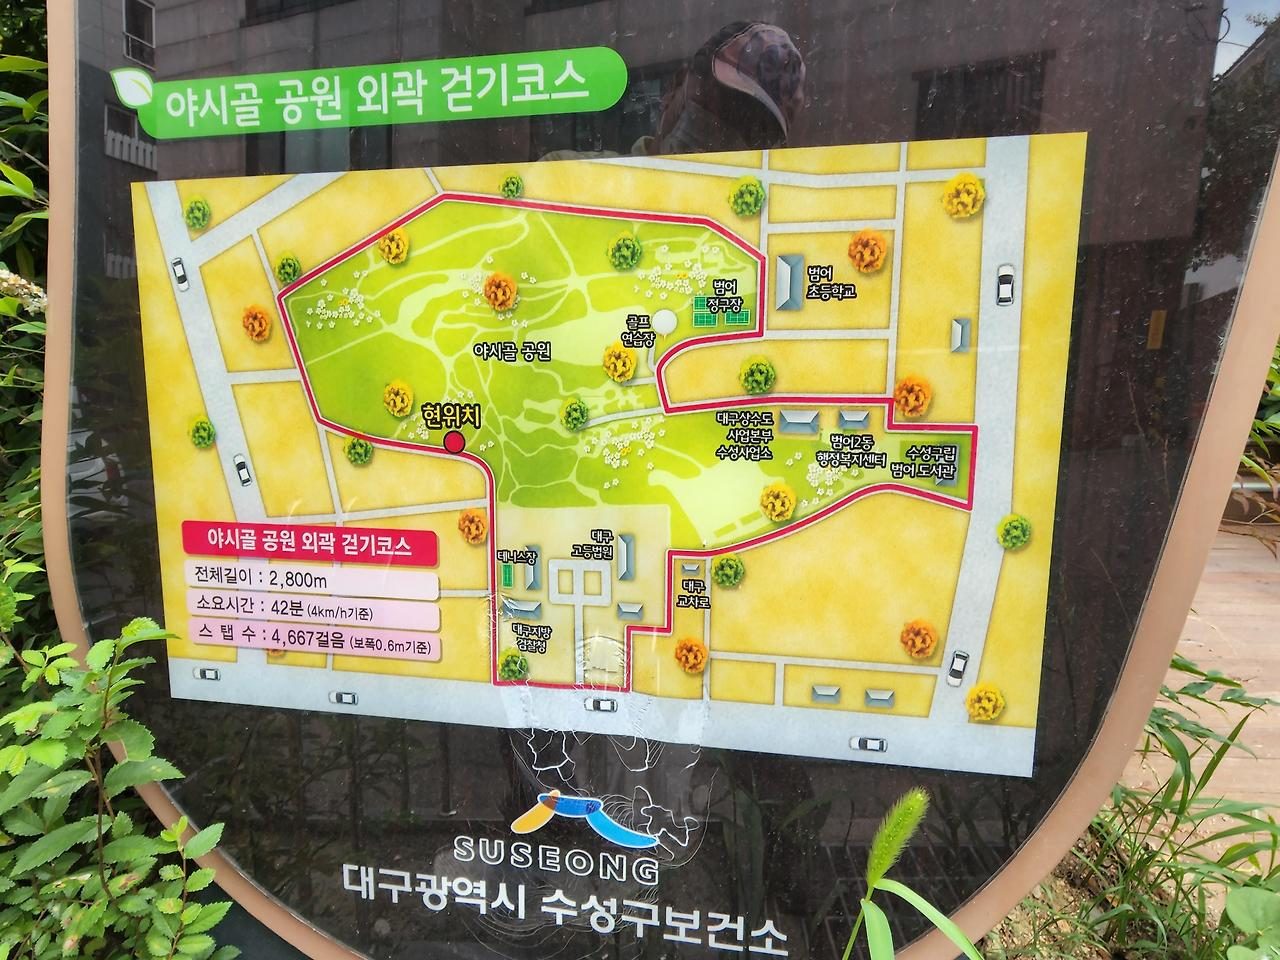 야시골 공원 외곽 걷기코스
범어
초등학교
범어
정구장
골프
연습장
야시골 공원
현위치
대구상수도
사업본부
수성사업소
범어2동
행정복지센터
수성구립
범어 도서관
야시골 공원 외곽 걷기코스
전체길이 : 2,800m
소요시간 : 42분 (4km/h기준)
스 탭 수 : 4,667걸음 (보폭0.6m기준)
테니스장
대구
고등법원
대구지방
검찰청
대구
교차로
SUSEONG
대구광역시 수성구보건소